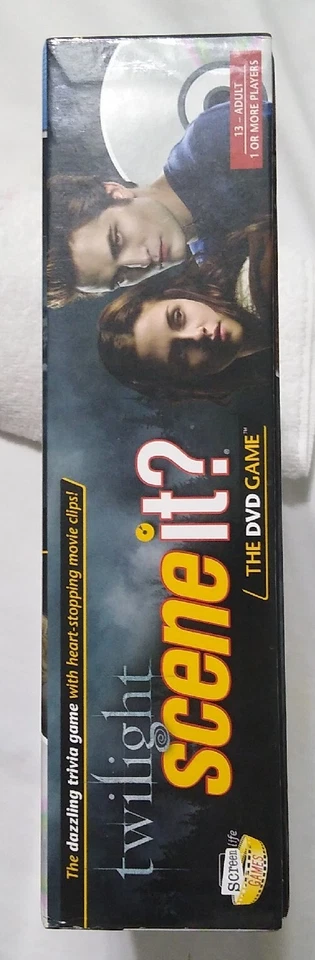 The dazzling trivia game with heart-stopping movie clips!
twilight
scene it?®
THE DVD GAME™
Screenlife
GAMES
13 – ADULT
1 OR MORE PLAYERS